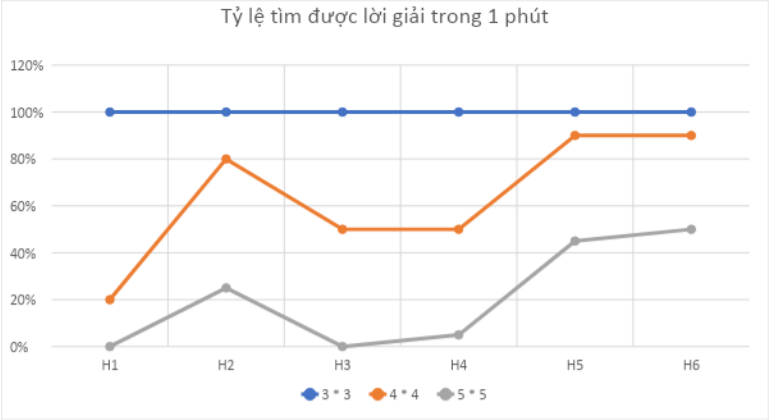 Tỷ lệ tìm được lời giải trong 1 phút
120%
100%
80%
60%
40%
20%
0%
H1 H2 H3 H4 H5 H6
3 * 3 4 * 4 5 * 5